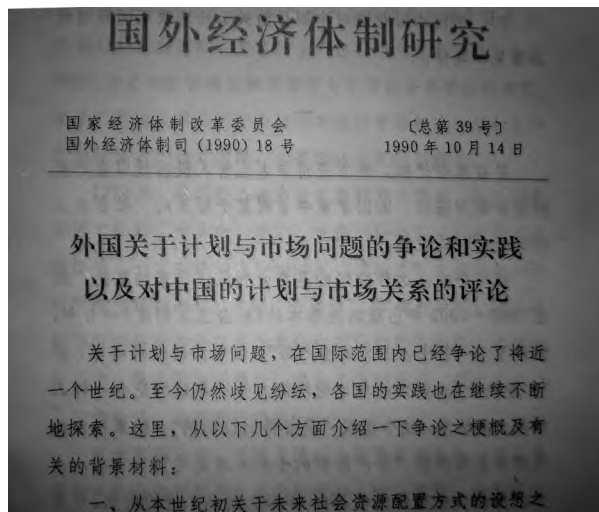 国外经济体制研究
国家经济体制改革委员会 〔总第39号〕
国外经济体制司(1990)18号 1990年10月14日
外国关于计划与市场问题的争论和实践
以及对中国的计划与市场关系的评论
关于计划与市场问题，在国际范围内已经争论了将近
一个世纪。至今仍然歧见纷纭，各国的实践也在继续不断
地探索。这里，从以下几个方面介绍一下争论之梗概及有
关的背景材料：
一、从本世纪初关于未来社会资源配置方式的设想之